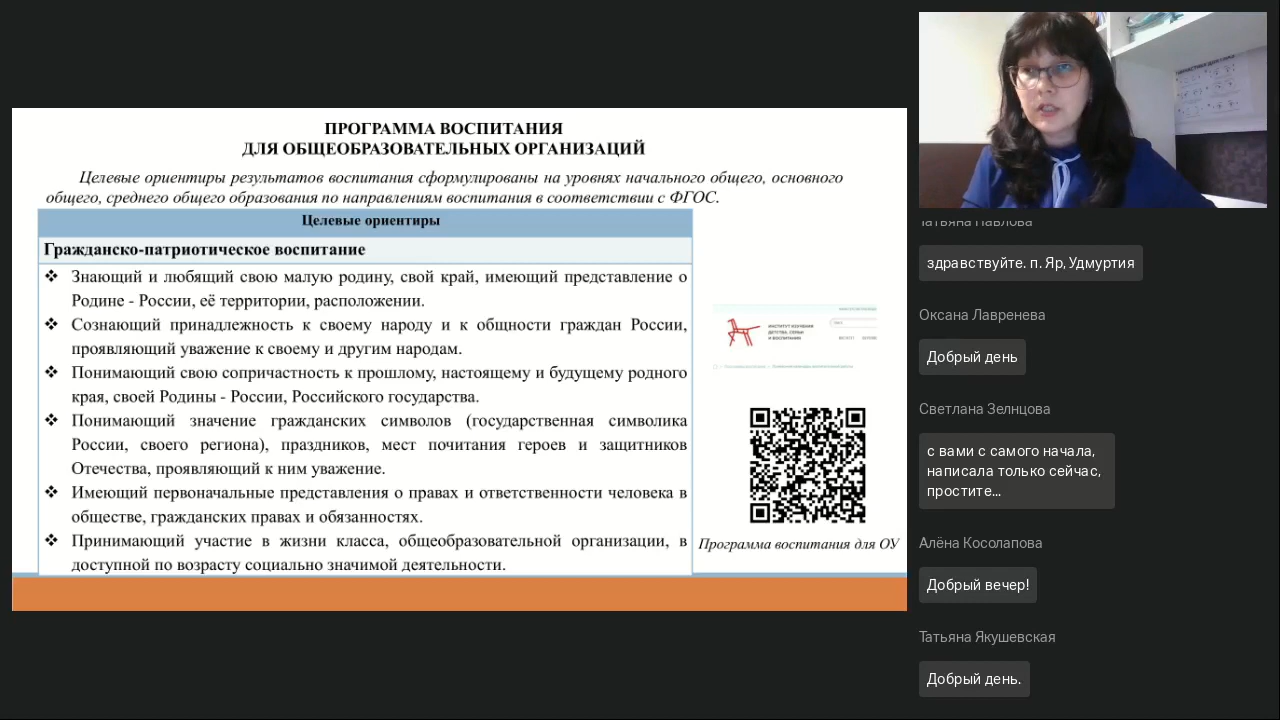 ПРОГРАММА ВОСПИТАНИЯ
ДЛЯ ОБЩЕОБРАЗОВАТЕЛЬНЫХ ОРГАНИЗАЦИЙ
Целевые ориентиры результатов воспитания сформулированы на уровнях начального общего, основного
общего, среднего общего образования по направлениям воспитания в соответствии с ФГОС.
Целевые ориентиры
Гражданско-патриотическое воспитание
❖ Знающий и любящий свою малую родину, свой край, имеющий представление о
Родине - России, её территории, расположении.
❖ Сознающий принадлежность к своему народу и к общности граждан России,
проявляющий уважение к своему и другим народам.
❖ Понимающий свою сопричастность к прошлому, настоящему и будущему родного
края, своей Родины - России, Российского государства.
❖ Понимающий значение гражданских символов (государственная символика
России, своего региона), праздников, мест почитания героев и защитников
Отечества, проявляющий к ним уважение.
❖ Имеющий первоначальные представления о правах и ответственности человека в
обществе, гражданских правах и обязанностях.
❖ Принимающий участие в жизни класса, общеобразовательной организации, в
доступной по возрасту социально значимой деятельности.
ИНСТИТУТ ИЗУЧЕНИЯ
ДЕТСТВА, СЕМЬИ
И ВОСПИТАНИЯ
Программа воспитания для ОУ
Татьяна Павлова
здравствуйте. п. Яр, Удмуртия
Оксана Лавренева
Добрый день
Светлана Зелнцова
с вами с самого начала,
написала только сейчас,
простите...
Алёна Косолапова
Добрый вечер!
Татьяна Якушевская
Добрый день.